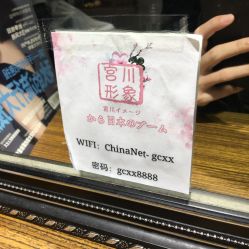 宫川
形象
宫川イメージ
から日本のブーム
WIFI: ChinaNet- gcxx
密码: gcxx8888